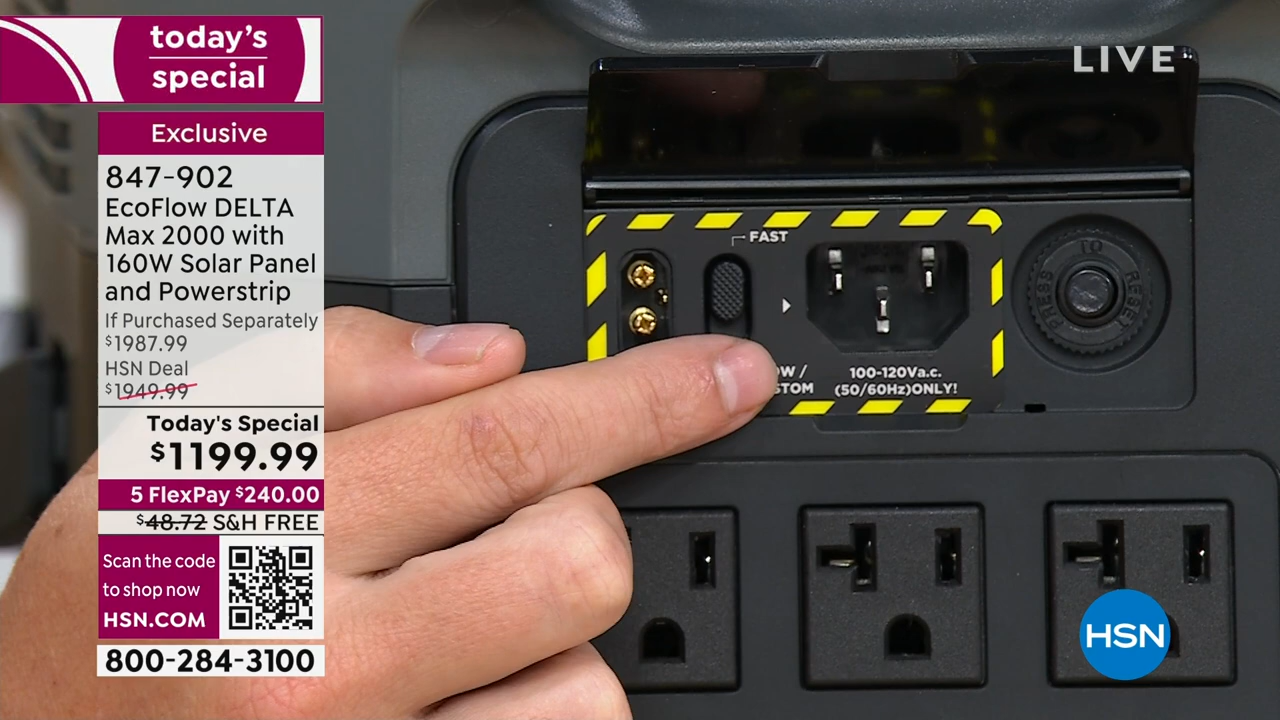 today's
special
Exclusive
847-902
EcoFlow DELTA
Max 2000 with
160W Solar Panel
and Powerstrip
If Purchased Separately
$1987.99
HSN Deal
$1949.99
Today's Special
$1199.99
5 FlexPay $240.00
$48.72 S&H FREE
Scan the code
to shop now
HSN.COM
800-284-3100
LIVE
FAST
OW /
STOM
100-120Va.c.
(50/60Hz)ONLY!
PRESS TO RESET
HSN